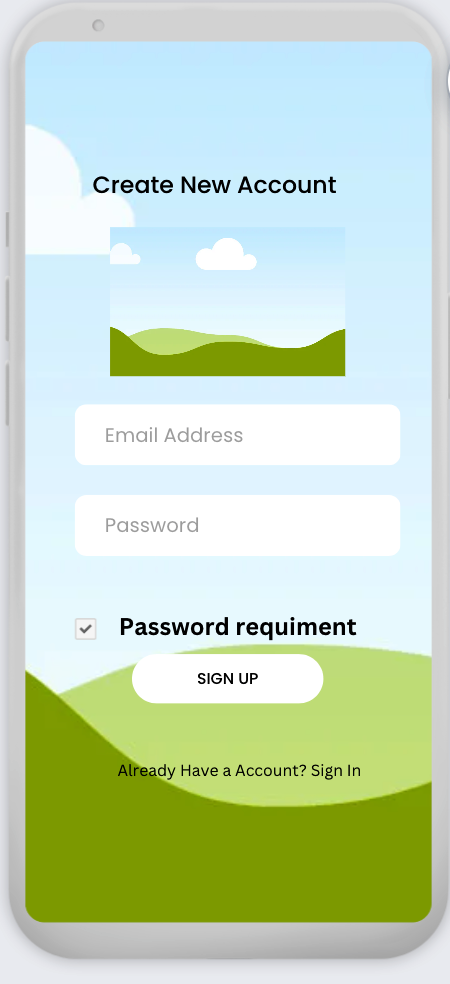 Create New Account
Email Address
Password
Password requiment
SIGN UP
Already Have a Account? Sign In